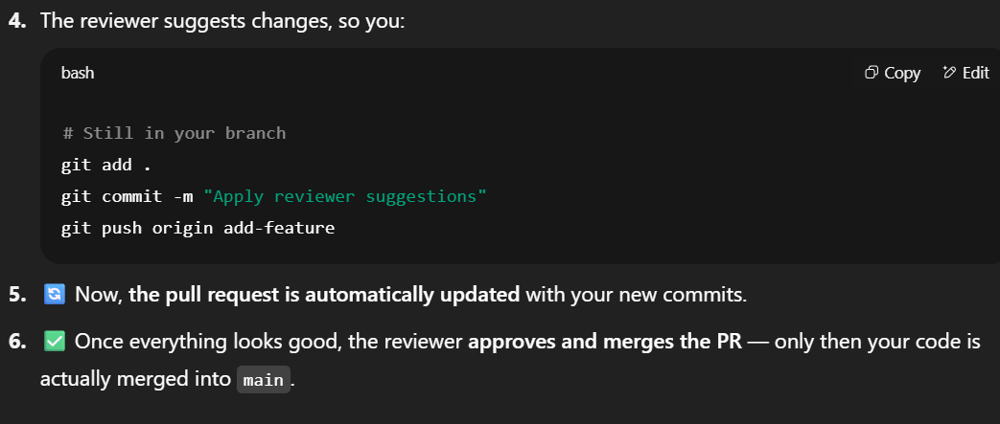 4. The reviewer suggests changes, so you:
bash
Copy
Edit
# Still in your branch
git add .
git commit -m "Apply reviewer suggestions"
git push origin add-feature
5. 🔄 Now, the pull request is automatically updated with your new commits.
6. ✅ Once everything looks good, the reviewer approves and merges the PR — only then your code is
actually merged into main.